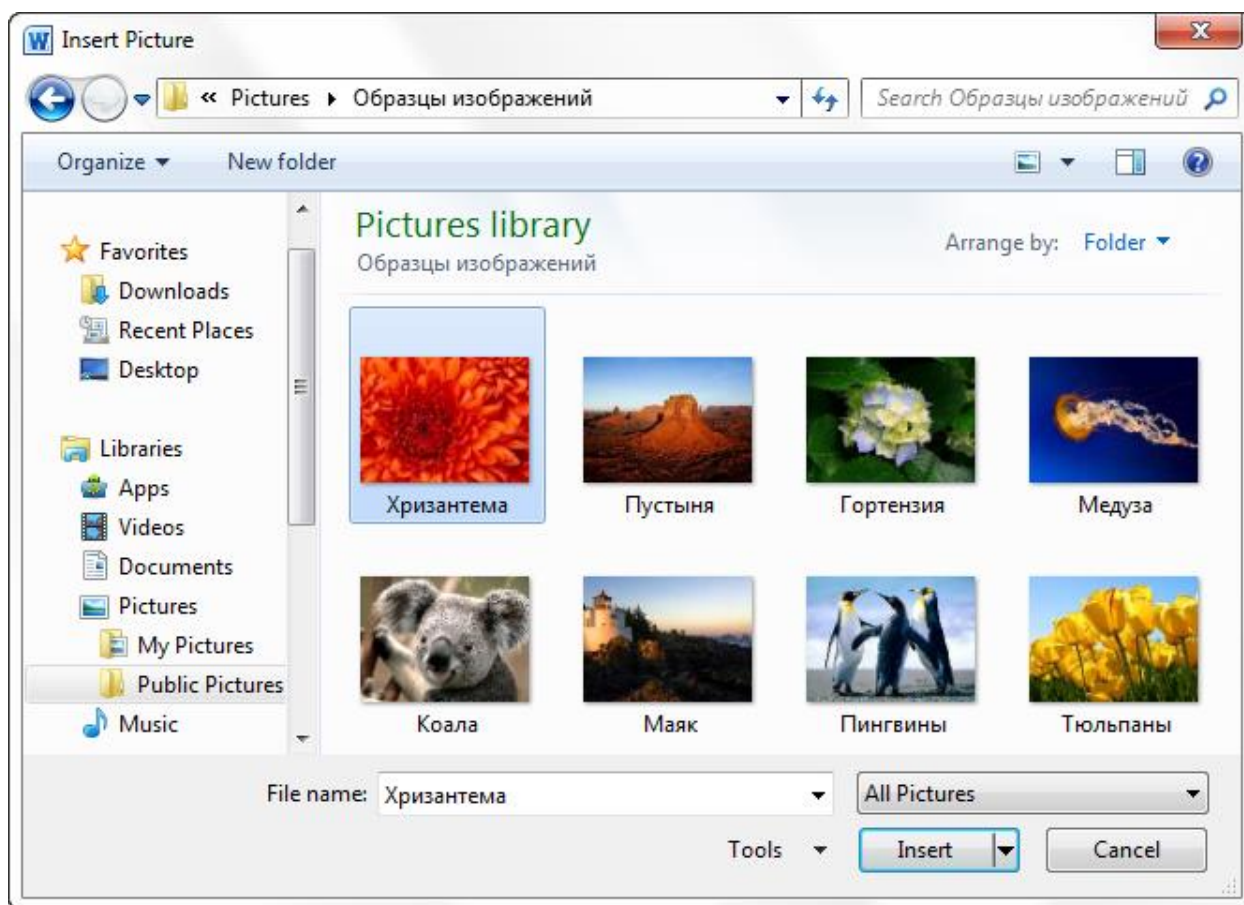 Insert Picture
« Pictures ▸ Образцы изображений
Search Образцы изображений
Organize New folder
Favorites
Downloads
Recent Places
Desktop
Libraries
Apps
Videos
Documents
Pictures
My Pictures
Public Pictures
Music
Pictures library
Образцы изображений
Arrange by: Folder
Хризантема Пустыня Гортензия Медуза
Коала Маяк Пингвины Тюльпаны
File name: Хризантема All Pictures
Tools Insert Cancel